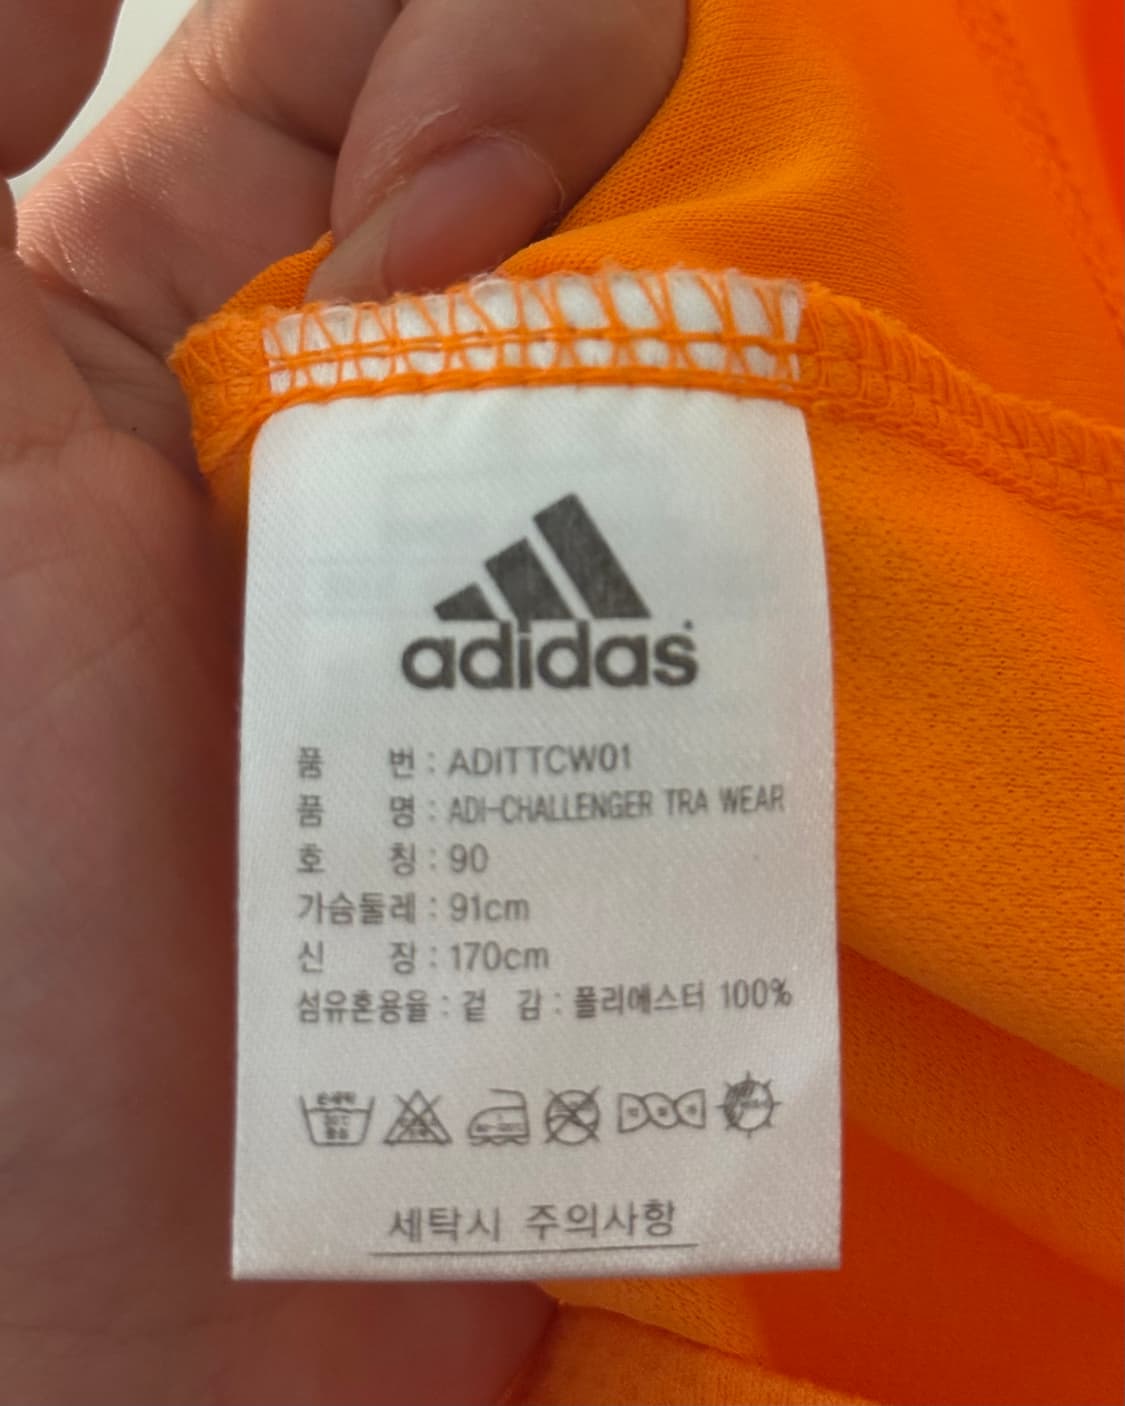 adidas
품 번 : ADITTCW01
품 명 : ADI-CHALLENGER TRA WEAR
호 칭 : 90
가슴둘레 : 91cm
신 장 : 170cm
섬유혼용율 : 겉 감 : 폴리에스터 100%
세탁시 주의사항